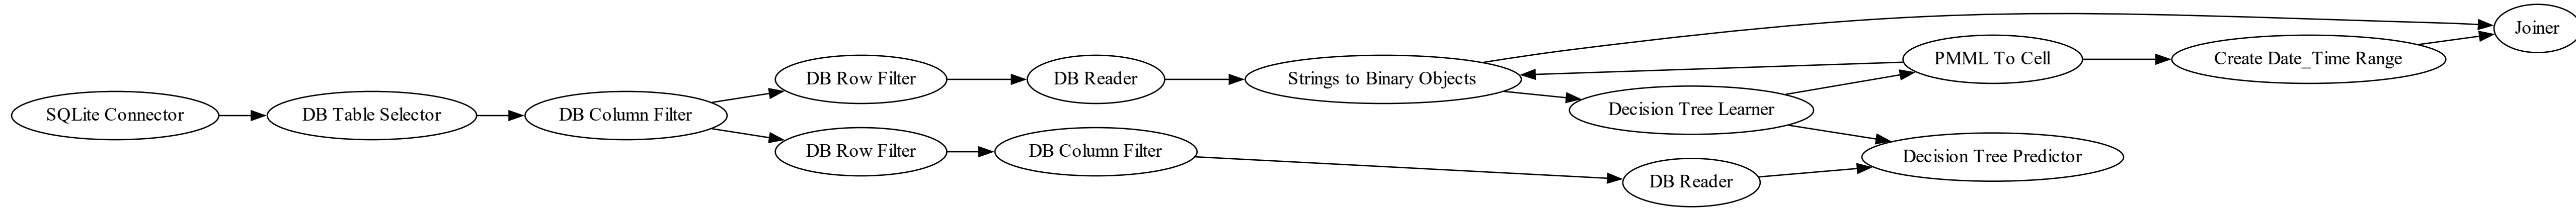 SQLite Connector
DB Table Selector
DB Column Filter
DB Row Filter
DB Reader
Strings to Binary Objects
Decision Tree Learner
PMML To Cell
Create Date_Time Range
Joiner
DB Row Filter
DB Column Filter
DB Reader
Decision Tree Predictor